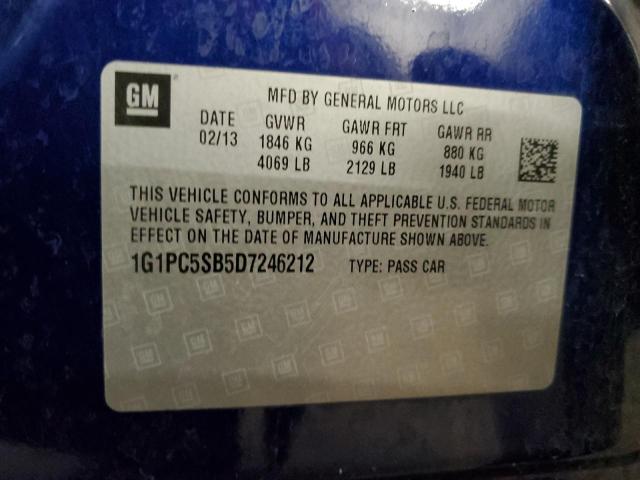 GM
MFD BY GENERAL MOTORS LLC
DATE GVWR GAWR FRT GAWR RR
02/13 1846 KG 966 KG 880 KG
4069 LB 2129 LB 1940 LB
THIS VEHICLE CONFORMS TO ALL APPLICABLE U.S. FEDERAL MOTOR
VEHICLE SAFETY, BUMPER, AND THEFT PREVENTION STANDARDS IN
EFFECT ON THE DATE OF MANUFACTURE SHOWN ABOVE.
1G1PC5SB5D7246212 TYPE: PASS CAR